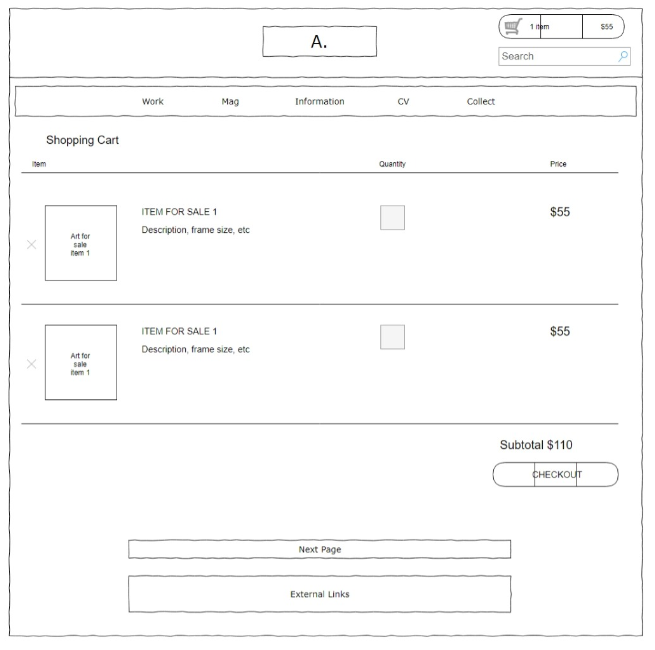 A.
1 item $55
Search
Work Mag Information CV Collect
Shopping Cart
Item Quantity Price
Art for
sale
item 1
ITEM FOR SALE 1
Description, frame size, etc
$55
Art for
sale
item 1
ITEM FOR SALE 1
Description, frame size, etc
$55
Subtotal $110
CHECKOUT
Next Page
External Links